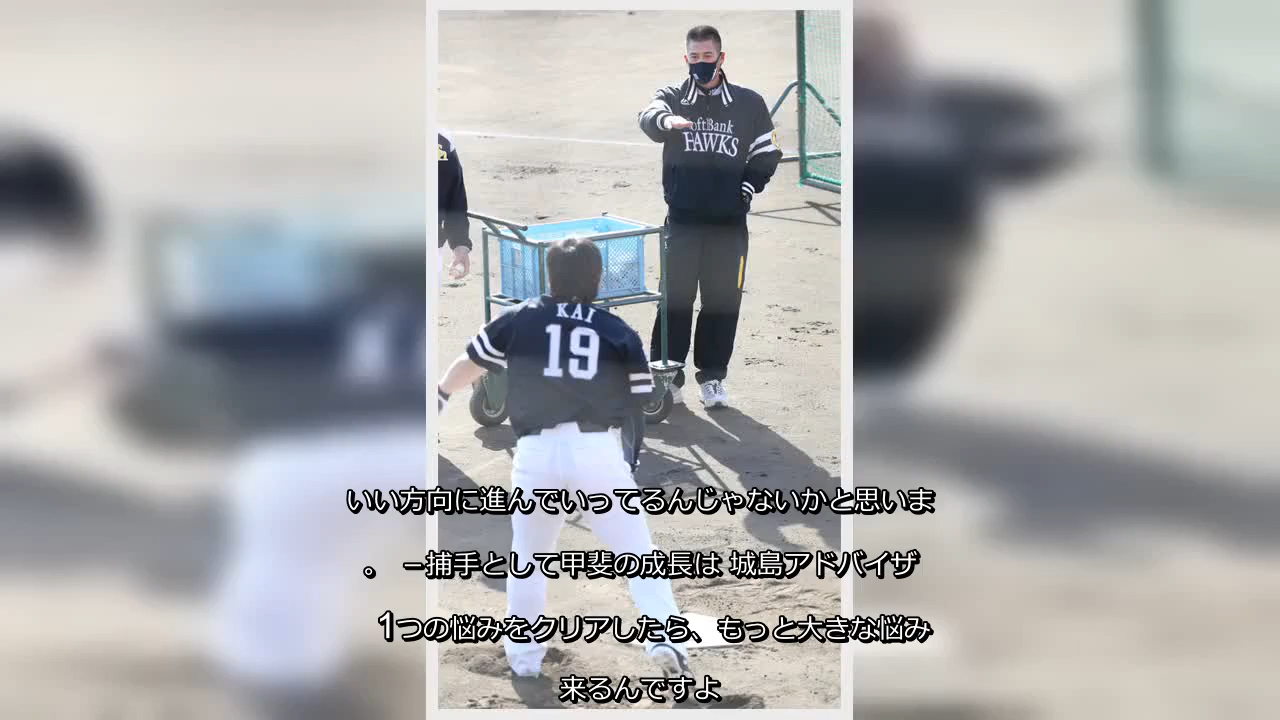 SoftBank
HAWKS
KAI
19
いい方向に進んでいってるんじゃないかと思いま
。 －捕手として甲斐の成長は 城島アドバイザ
1つの悩みをクリアしたら、もっと大きな悩み
来るんですよ